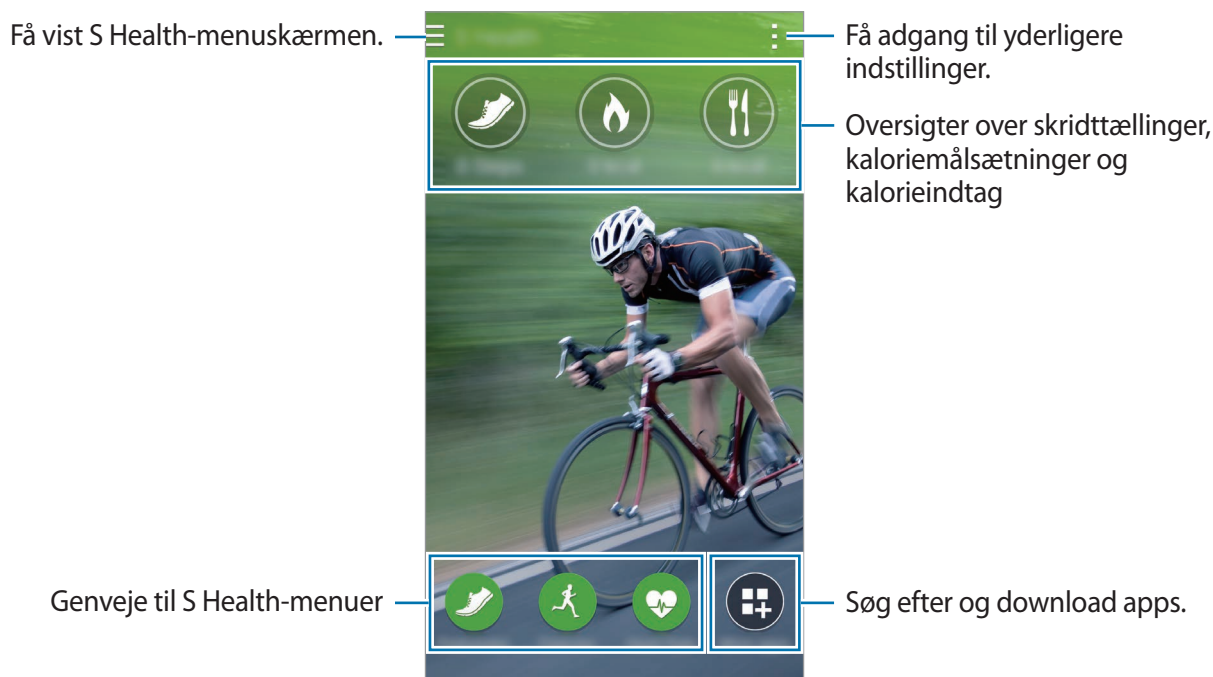 Få vist S Health-menuskærmen.
Få adgang til yderligere
indstillinger.
Oversigter over skridttællinger,
kaloriemålsætninger og
kalorieindtag
Genveje til S Health-menuer
Søg efter og download apps.